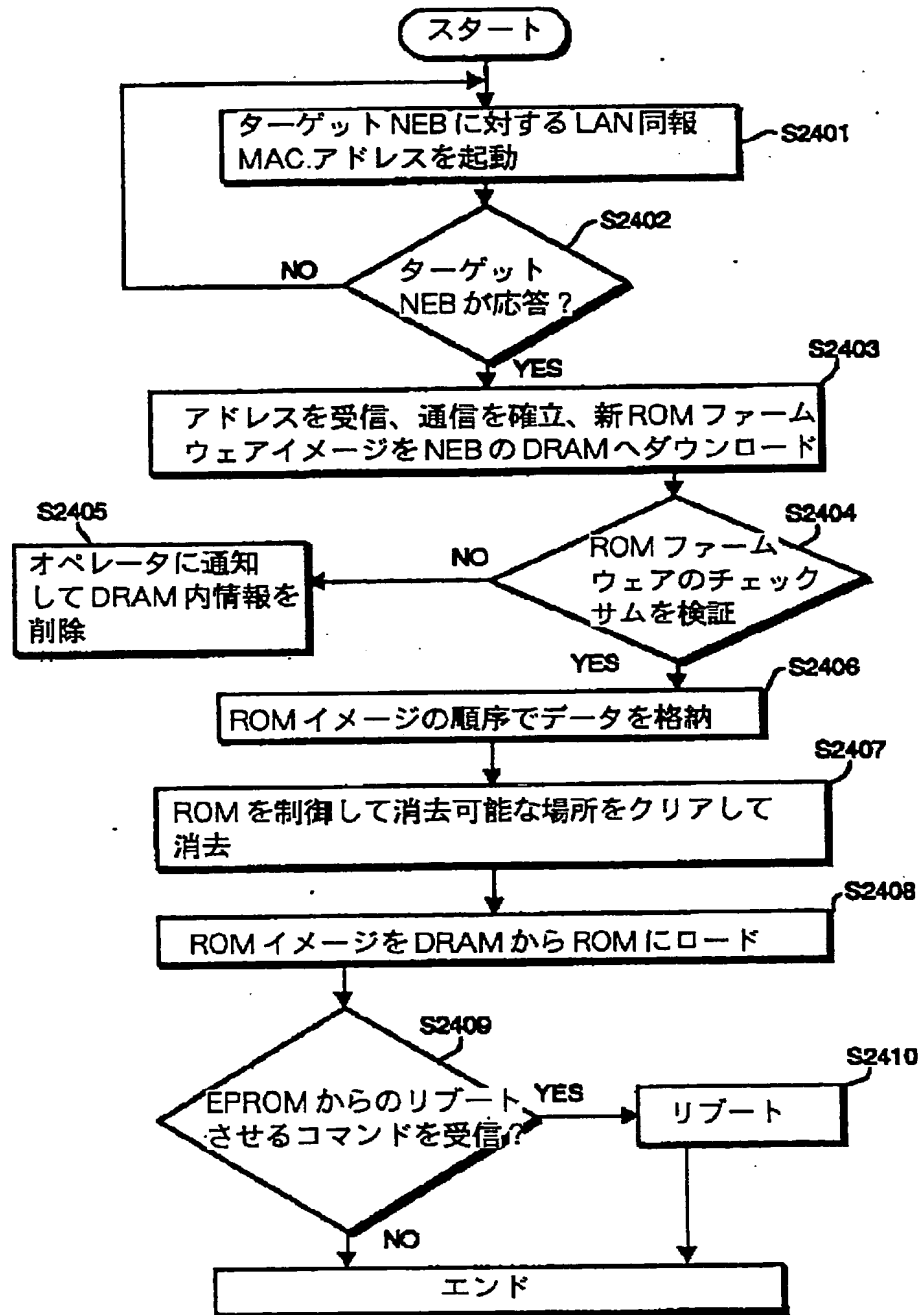 スタート
ターゲットNEBに対するLAN同報
MAC.アドレスを起動
S2401
S2402
NO
ターゲット
NEBが応答?
YES
S2403
アドレスを受信、通信を確立、新ROMファーム
ウェアイメージをNEBのDRAMへダウンロード
S2405
オペレータに通知
してDRAM内情報を
削除
NO
S2404
ROMファーム
ウェアのチェック
サムを検証
YES
S2406
ROMイメージの順序でデータを格納
S2407
ROMを制御して消去可能な場所をクリアして
消去
S2408
ROMイメージをDRAMからROMにロード
S2409
EPROMからのリブート
させるコマンドを受信?
YES
S2410
リブート
NO
エンド